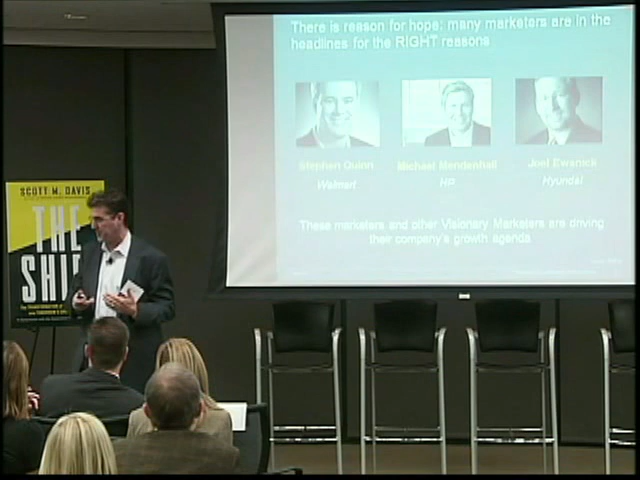 There is reason for hope: many marketers are in the
headlines for the RIGHT reasons
Stephen Quinn
Walmart
Michael Mendenhall
HP
Joel Ewanick
Hyundai
These marketers and other Visionary Marketers are driving
their company's growth agenda
SCOTT M. DAVIS
THE
SHI